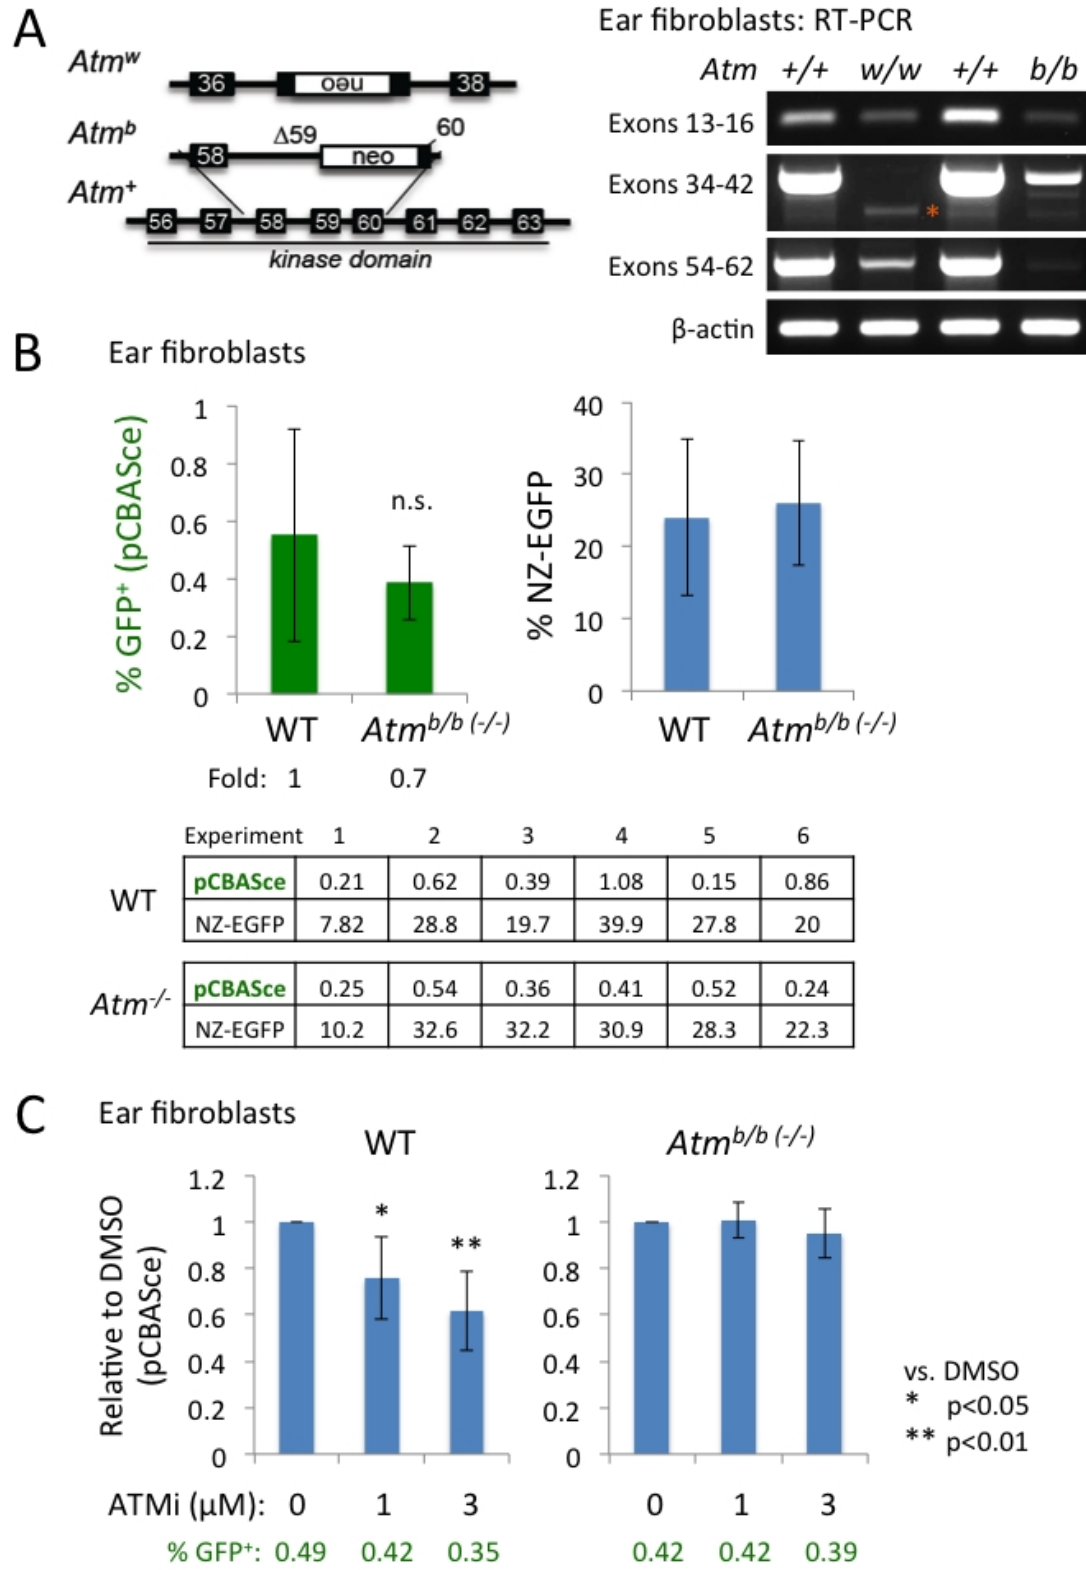 A
Ear fibroblasts: RT-PCR
Atmʷ
36 neo 38
Atmᵇ
Δ59 60
58 neo
Atm⁺
56 57 58 59 60 61 62 63
kinase domain
Atm +/+ w/w +/+ b/b
Exons 13-16
Exons 34-42
*
Exons 54-62
β-actin
B
Ear fibroblasts
% GFP⁺ (pCBASce)
1
0.8
0.6
0.4
0.2
0
n.s.
WT Atmᵇ/ᵇ ⁽⁻/⁻⁾
Fold: 1 0.7
% NZ-EGFP
40
30
20
10
0
WT Atmᵇ/ᵇ ⁽⁻/⁻⁾
Experiment 1 2 3 4 5 6
WT
pCBASce 0.21 0.62 0.39 1.08 0.15 0.86
NZ-EGFP 7.82 28.8 19.7 39.9 27.8 20
Atm⁻/⁻
pCBASce 0.25 0.54 0.36 0.41 0.52 0.24
NZ-EGFP 10.2 32.6 32.2 30.9 28.3 22.3
C
Ear fibroblasts
WT
Relative to DMSO
(pCBASce)
1.2
1
0.8
0.6
0.4
0.2
0
*
**
Atmᵇ/ᵇ ⁽⁻/⁻⁾
1.2
1
0.8
0.6
0.4
0.2
0
vs. DMSO
* p<0.05
** p<0.01
ATMi (μM): 0 1 3 0 1 3
% GFP⁺: 0.49 0.42 0.35 0.42 0.42 0.39